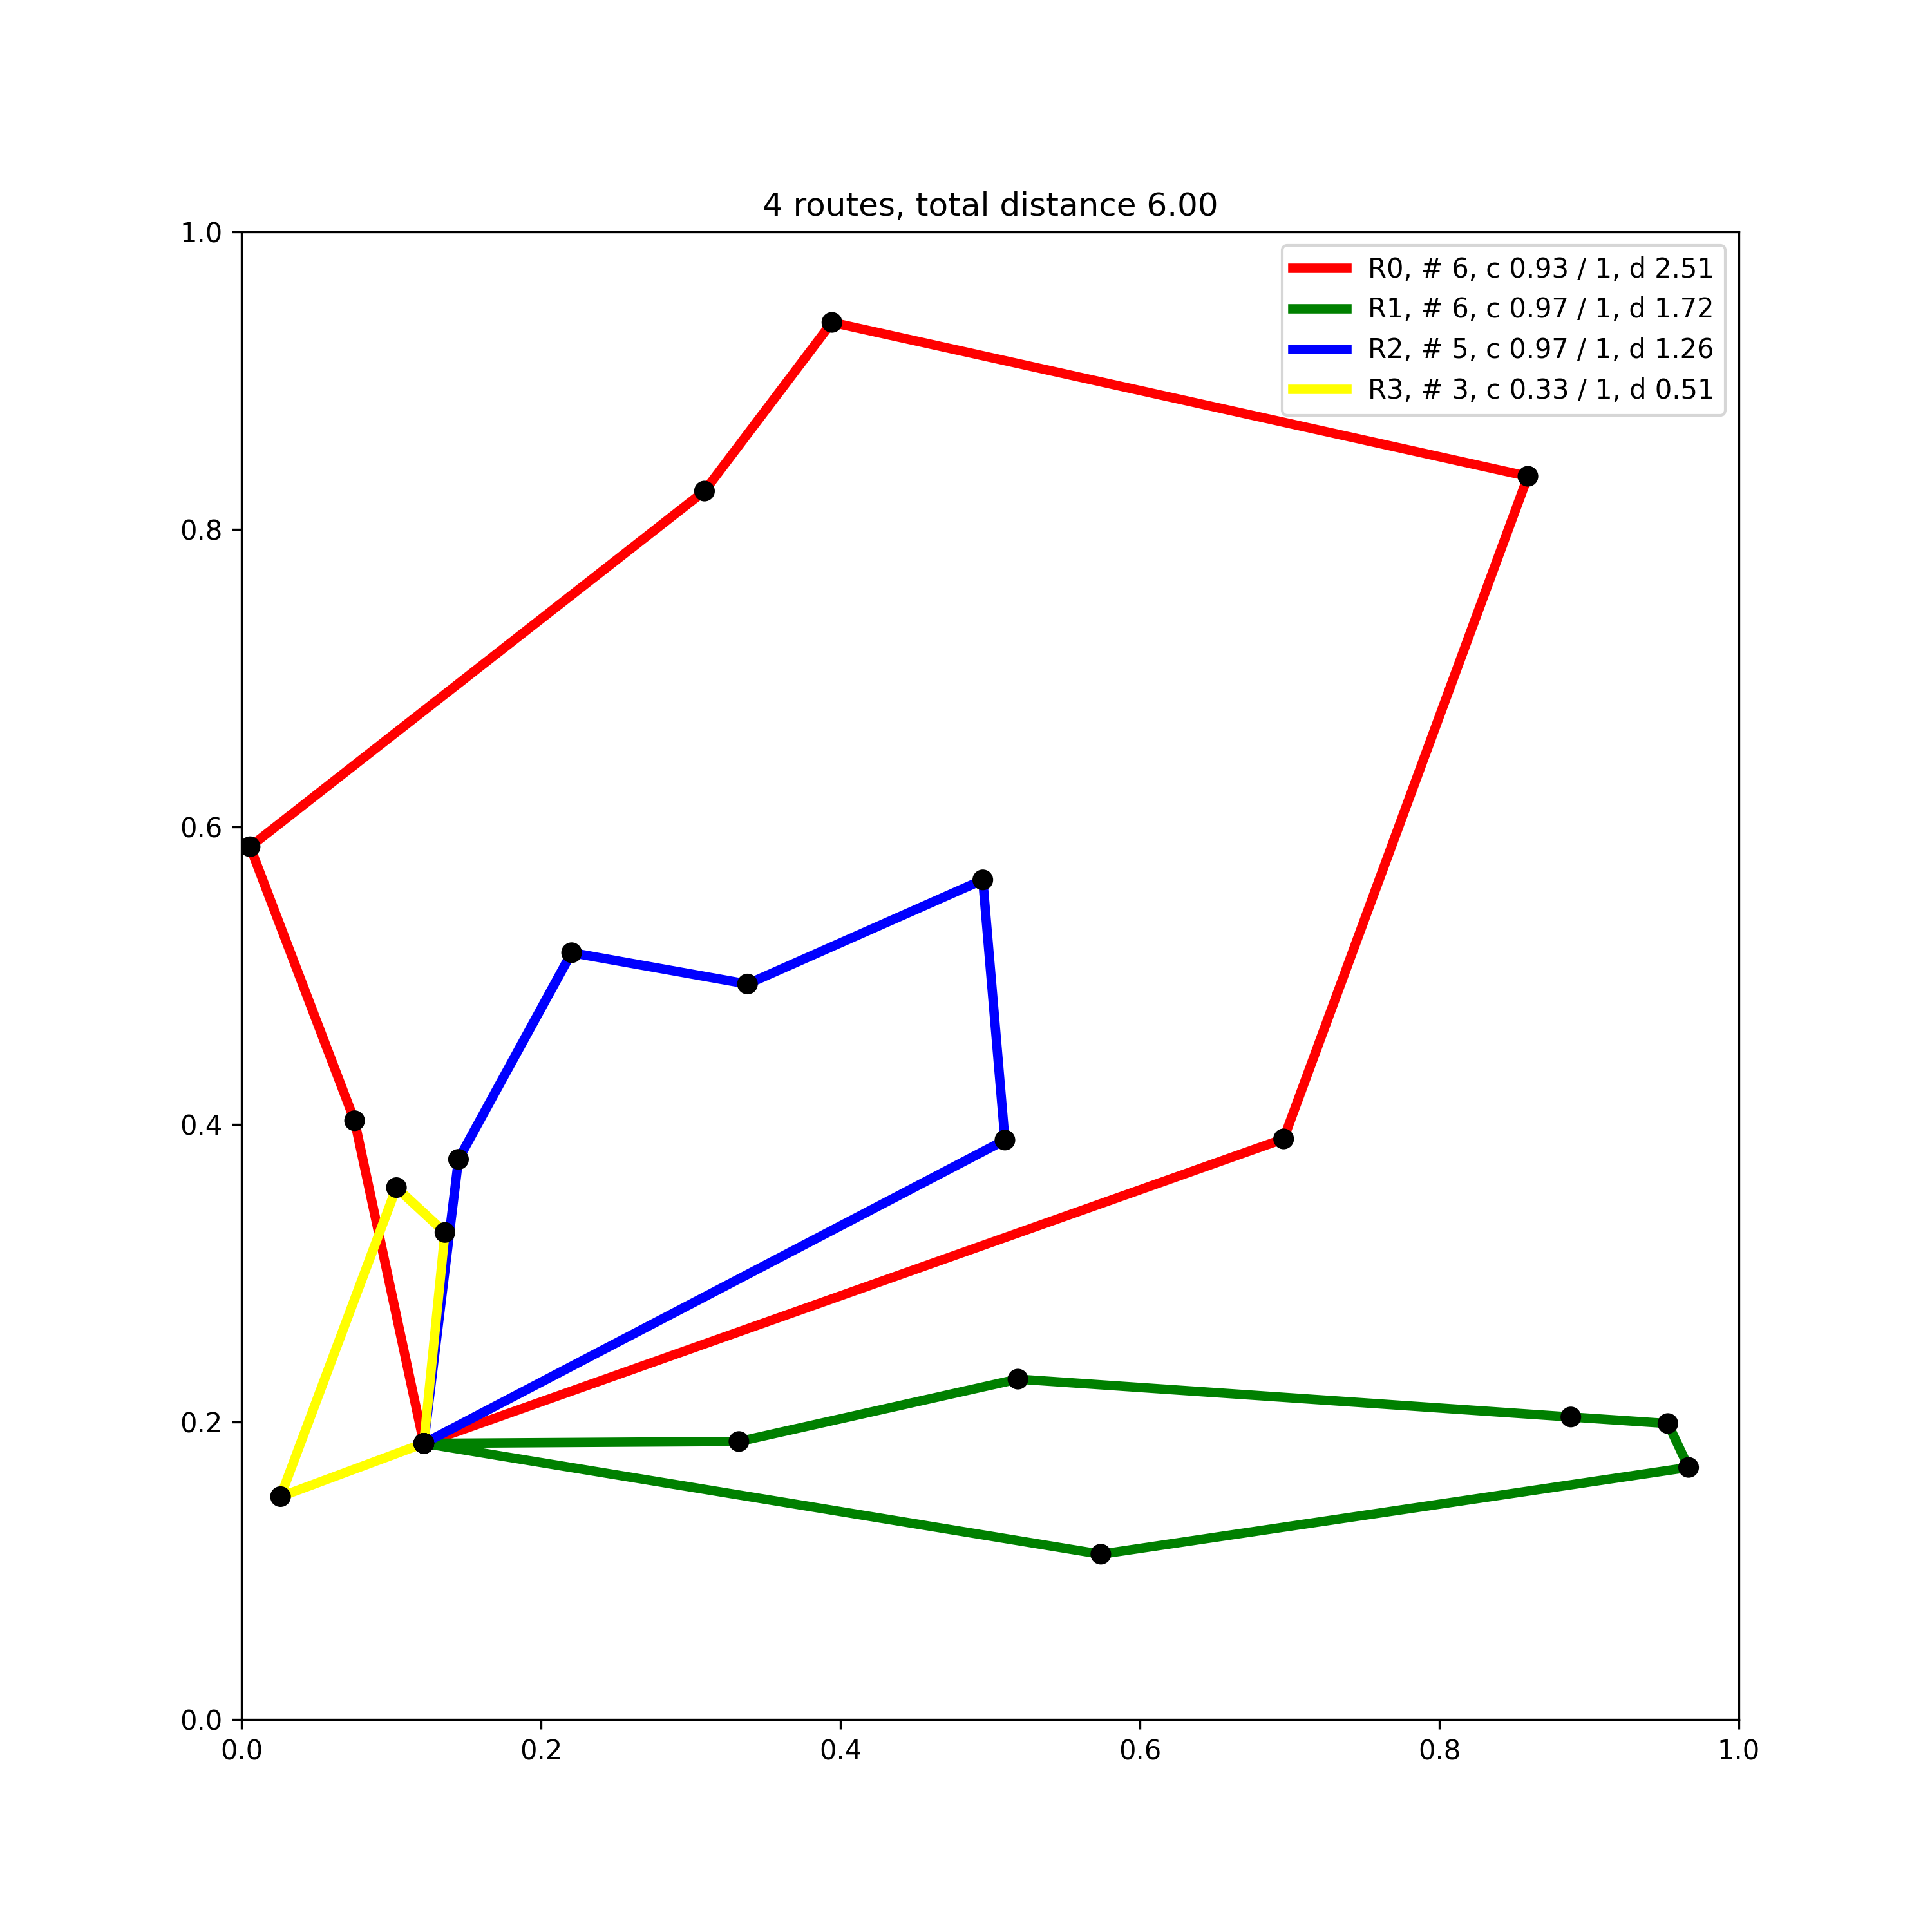 4 routes, total distance 6.00
R0, # 6, c 0.93 / 1, d 2.51
R1, # 6, c 0.97 / 1, d 1.72
R2, # 5, c 0.97 / 1, d 1.26
R3, # 3, c 0.33 / 1, d 0.51
1.0
0.8
0.6
0.4
0.2
0.0
0.0 0.2 0.4 0.6 0.8 1.0